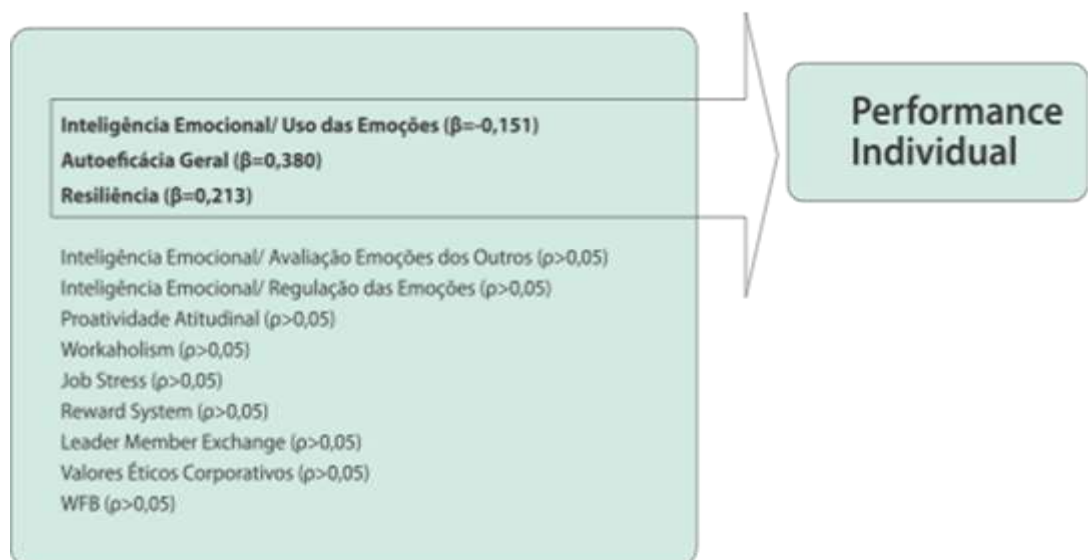 Inteligência Emocional/ Uso das Emoções (β=-0,151)
Autoeficácia Geral (β=0,380)
Resiliência (β=0,213)
Inteligência Emocional/ Avaliação Emoções dos Outros (ρ>0,05)
Inteligência Emocional/ Regulação das Emoções (ρ>0,05)
Proatividade Atitudinal (ρ>0,05)
Workaholism (ρ>0,05)
Job Stress (ρ>0,05)
Reward System (ρ>0,05)
Leader Member Exchange (ρ>0,05)
Valores Éticos Corporativos (ρ>0,05)
WFB (ρ>0,05)
Performance
Individual